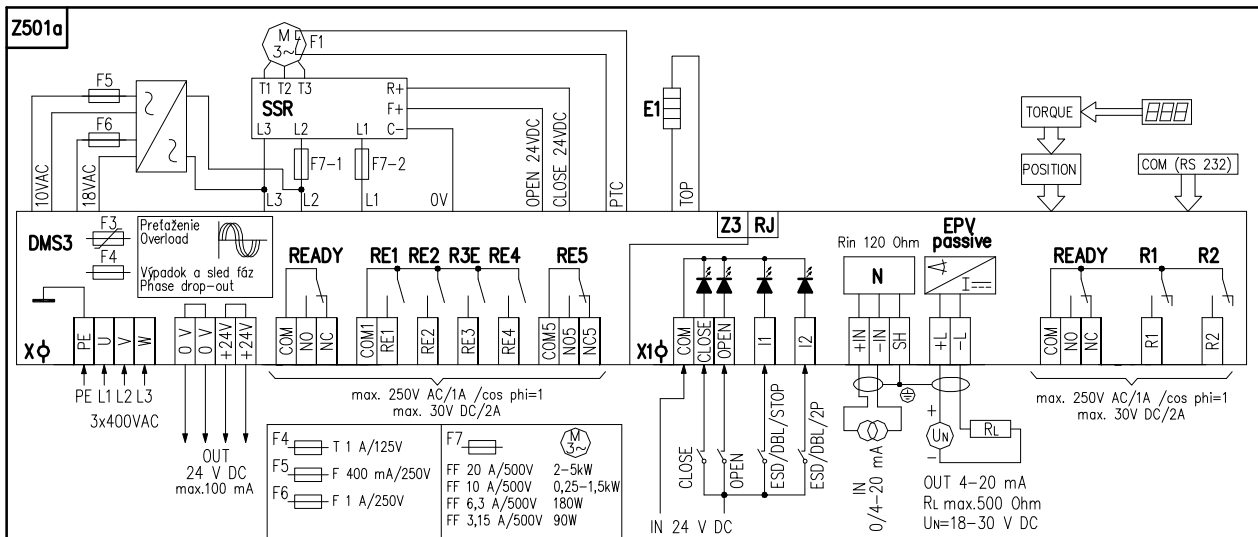 Z501a
M
3~
F1
F5
F6
T1 T2 T3
SSR
R+
F+
C-
L3 L2 L1
F7-1
F7-2
E1
TORQUE
POSITION
COM (RS 232)
10VAC
18VAC
L3
L2
L1
0V
OPEN 24VDC
CLOSE 24VDC
PTC
TOP
DMS3
F3
F4
Preťaženie
Overload
Výpadok a sled fáz
Phase drop-out
READY
RE1 RE2 R3E RE4
RE5
Z3 RJ
Rin 120 Ohm
N
EPV
passive
I
READY R1 R2
X
PE
U
V
W
0 V
0 V
+24V
+24V
COM
NO
NC
COM1
RE1
RE2
RE3
RE4
COM5
NO5
NC5
X1
COM
CLOSE
OPEN
I1
I2
+IN
-IN
SH
+L
-L
COM
NO
NC
R1
R2
PE L1 L2 L3
3x400VAC
OUT
24 V DC
max.100 mA
max. 250V AC/1A /cos phi=1
max. 30V DC/2A
F4 T 1 A/125V
F5 F 400 mA/250V
F6 F 1 A/250V
F7
M
3~
FF 20 A/500V 2-5kW
FF 10 A/500V 0,25-1,5kW
FF 6,3 A/500V 180W
FF 3,15 A/500V 90W
CLOSE
OPEN
ESD/DBL/STOP
ESD/DBL/2P
IN 24 V DC
IN
0/4-20 mA
+
UN
-
RL
OUT 4-20 mA
RL max.500 Ohm
UN=18-30 V DC
max. 250V AC/1A /cos phi=1
max. 30V DC/2A